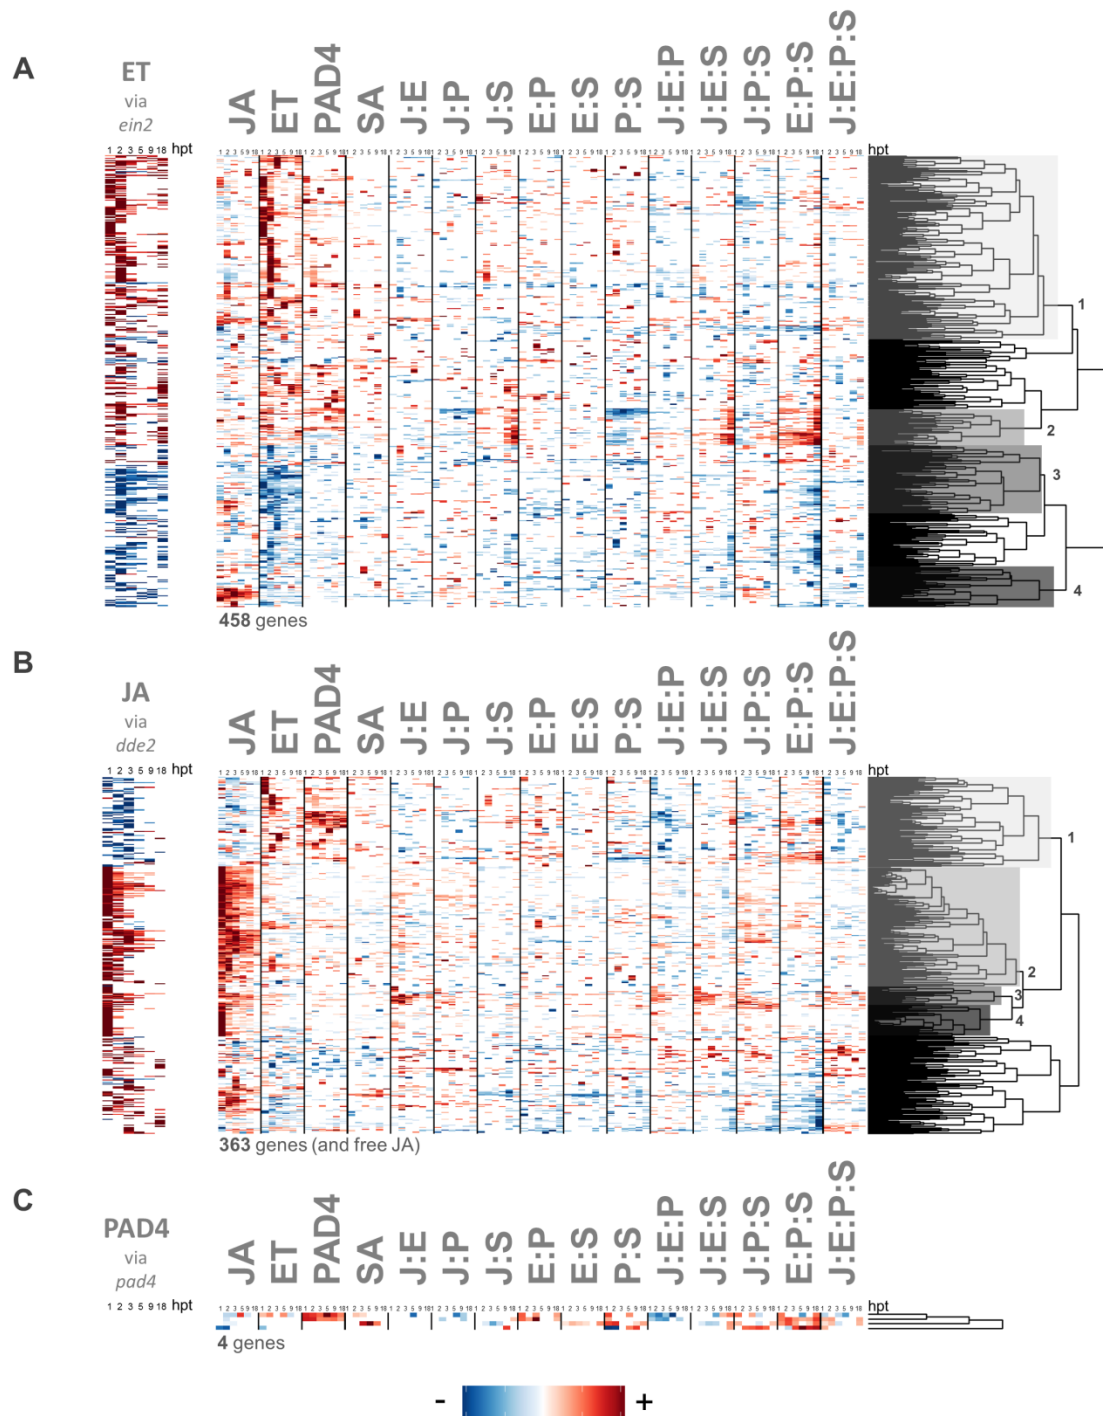 A
ET
via
ein2
1 2 3 5 9 18 hpt
JA ET PAD4 SA J:E J:P J:S E:P E:S P:S J:E:P J:E:S J:P:S E:P:S J:E:P:S
hpt
1
2
3
4
458 genes
B
JA
via
dde2
1 2 3 5 9 18 hpt
JA ET PAD4 SA J:E J:P J:S E:P E:S P:S J:E:P J:E:S J:P:S E:P:S J:E:P:S
hpt
1
2
3
4
363 genes (and free JA)
C
PAD4
via
pad4
1 2 3 5 9 18 hpt
JA ET PAD4 SA J:E J:P J:S E:P E:S P:S J:E:P J:E:S J:P:S E:P:S J:E:P:S
hpt
4 genes
- +